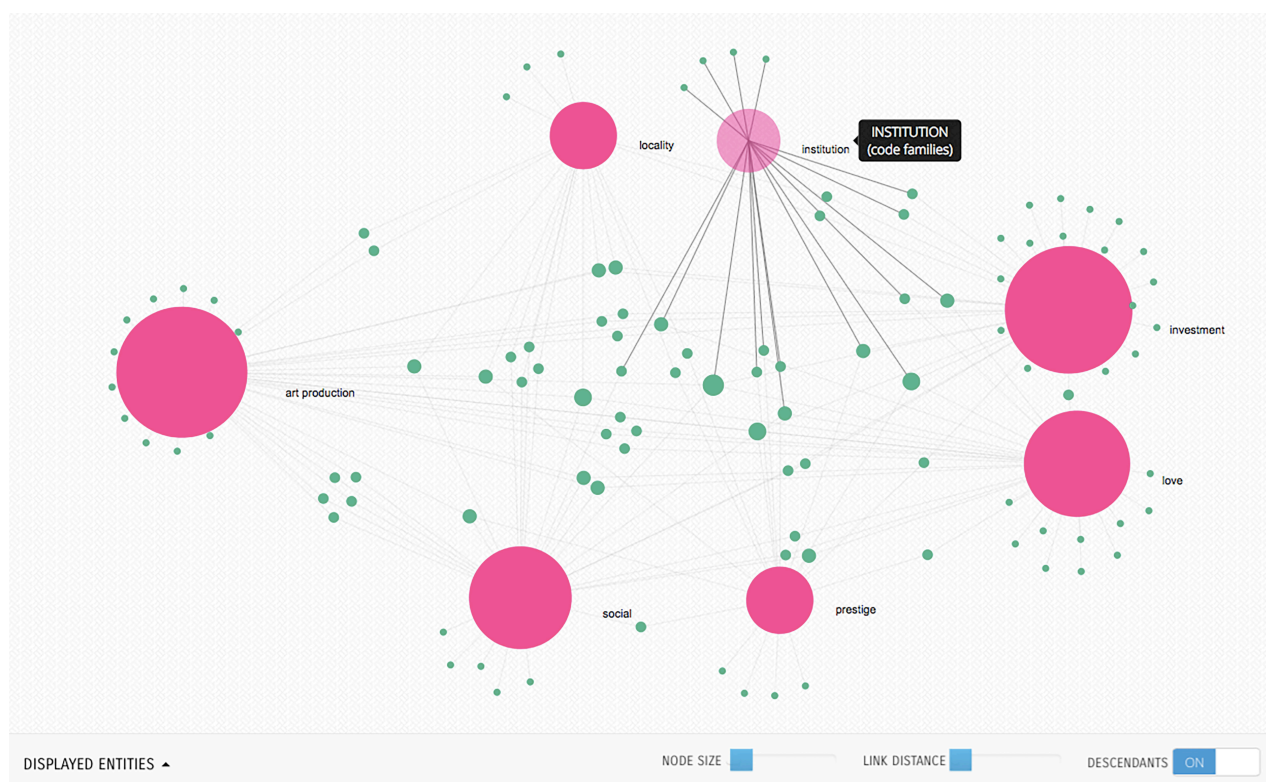 locality
institution
INSTITUTION
(code families)
investment
art production
love
social
prestige
DISPLAYED ENTITIES
NODE SIZE
LINK DISTANCE
DESCENDANTS
ON